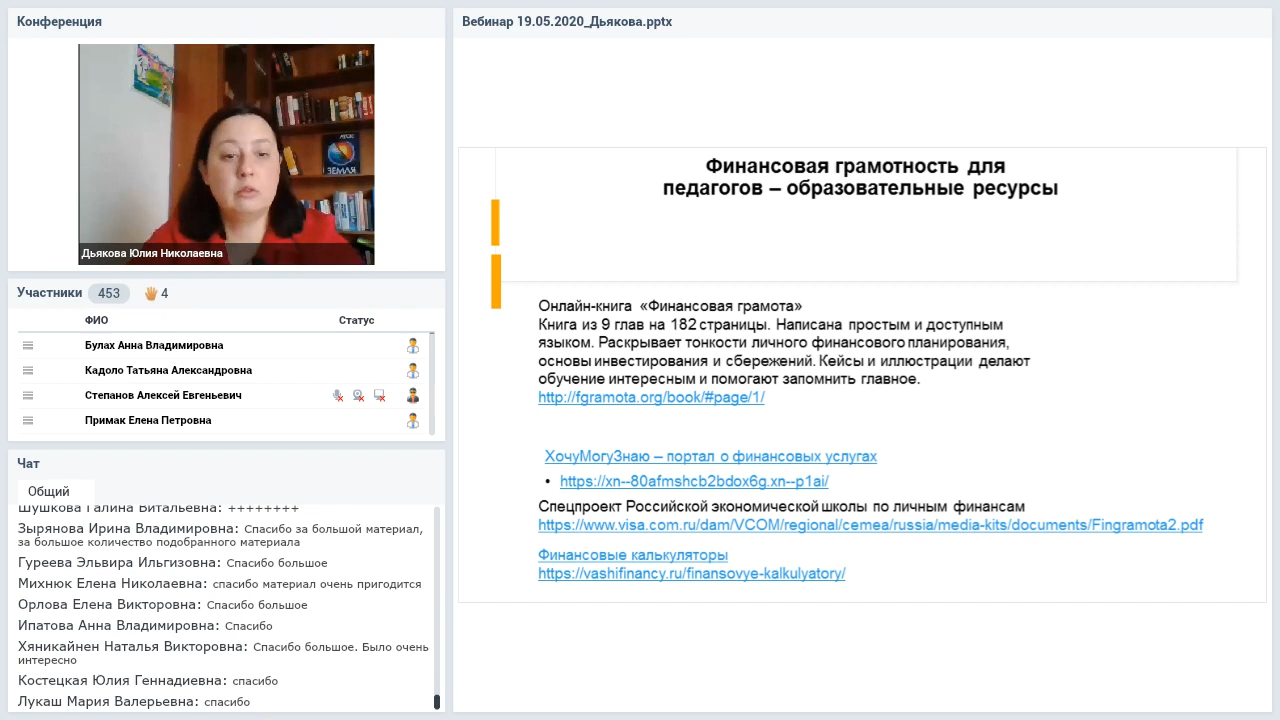 Конференция
АТЛАС
ЗЕМЛЯ
Дьякова Юлия Николаевна
Участники 453 4
ФИО Статус
Булах Анна Владимировна
Кадоло Татьяна Александровна
Степанов Алексей Евгеньевич
Примак Елена Петровна
Чат
Общий
Шушкова Галина Витальевна: ++++++++
Зырянова Ирина Владимировна: Спасибо за большой материал,
за большое количество подобранного материала
Гуреева Эльвира Ильгизовна: Спасибо большое
Михнюк Елена Николаевна: спасибо материал очень пригодится
Орлова Елена Викторовна: Спасибо большое
Ипатова Анна Владимировна: Спасибо
Хяникайнен Наталья Викторовна: Спасибо большое. Было очень
интересно
Костецкая Юлия Геннадиевна: спасибо
Лукаш Мария Валерьевна: спасибо
Вебинар 19.05.2020_Дьякова.pptx
Финансовая грамотность для
педагогов – образовательные ресурсы
Онлайн-книга «Финансовая грамота»
Книга из 9 глав на 182 страницы. Написана простым и доступным
языком. Раскрывает тонкости личного финансового планирования,
основы инвестирования и сбережений. Кейсы и иллюстрации делают
обучение интересным и помогают запомнить главное.
http://fgramota.org/book/#page/1/
ХочуМогуЗнаю – портал о финансовых услугах
• https://xn--80afmshcb2bdox6g.xn--p1ai/
Спецпроект Российской экономической школы по личным финансам
https://www.visa.com.ru/dam/VCOM/regional/cemea/russia/media-kits/documents/Fingramota2.pdf
Финансовые калькуляторы
https://vashifinancy.ru/finansovye-kalkulyatory/